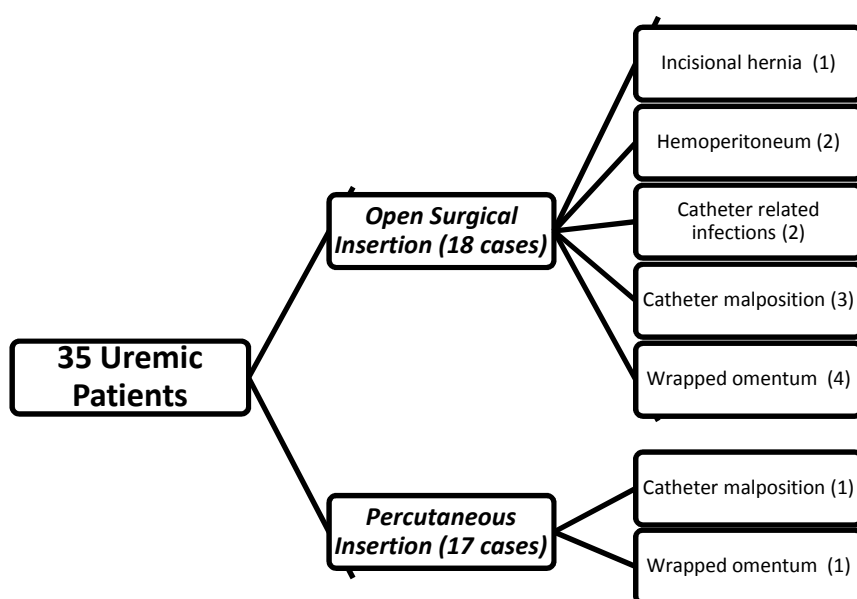 35 Uremic
Patients
Open Surgical
Insertion (18 cases)
Incisional hernia (1)
Hemoperitoneum (2)
Catheter related
infections (2)
Catheter malposition (3)
Wrapped omentum (4)
Percutaneous
Insertion (17 cases)
Catheter malposition (1)
Wrapped omentum (1)